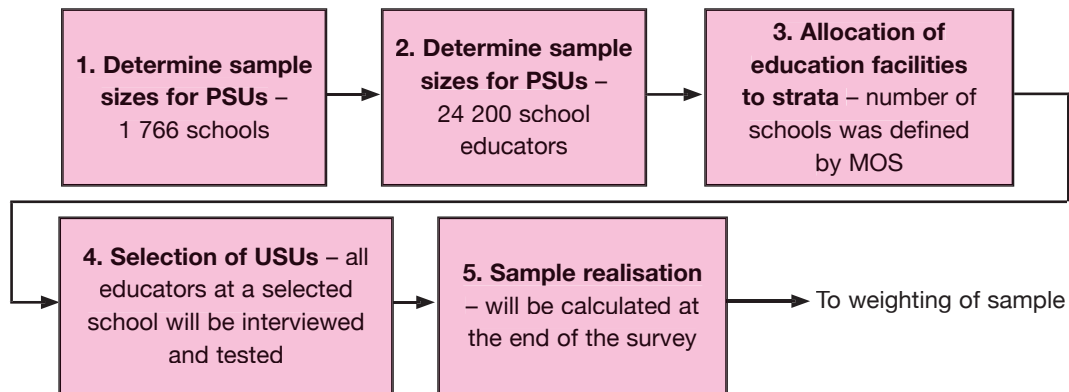 1. Determine sample
sizes for PSUs –
1 766 schools
2. Determine sample
sizes for PSUs –
24 200 school
educators
3. Allocation of
education facilities
to strata – number of
schools was defined
by MOS
4. Selection of USUs – all
educators at a selected
school will be interviewed
and tested
5. Sample realisation
– will be calculated at
the end of the survey
To weighting of sample